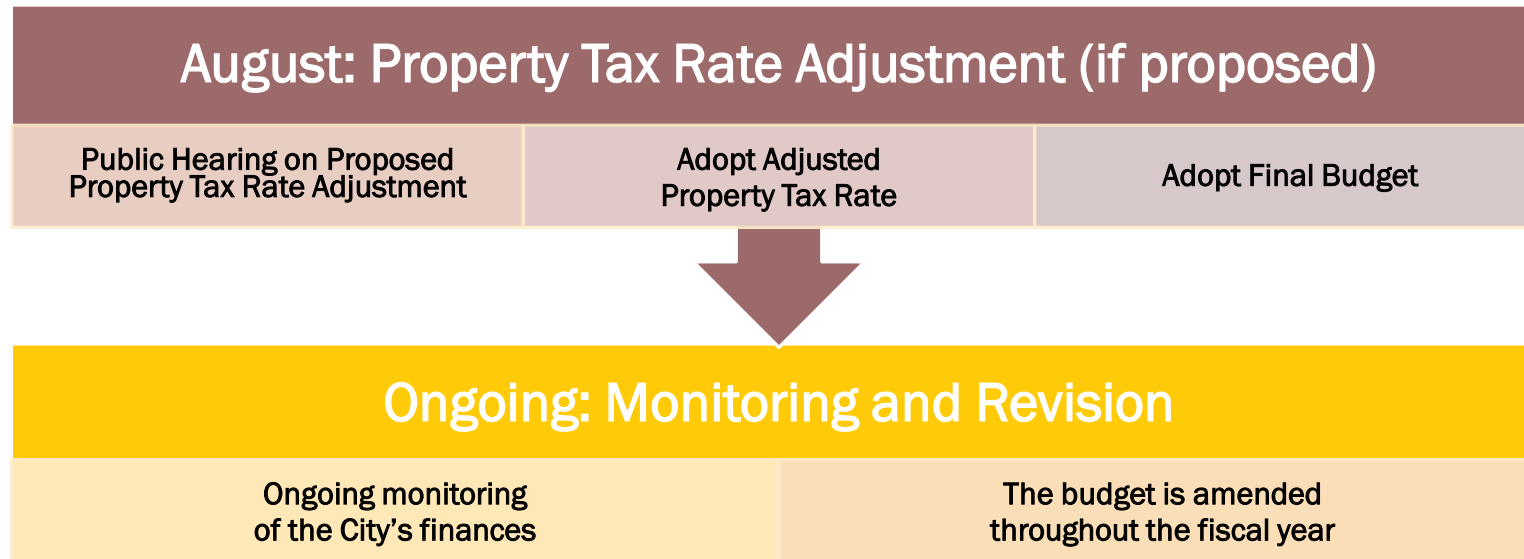 August: Property Tax Rate Adjustment (if proposed)
Public Hearing on Proposed
Property Tax Rate Adjustment
Adopt Adjusted
Property Tax Rate
Adopt Final Budget
Ongoing: Monitoring and Revision
Ongoing monitoring
of the City's finances
The budget is amended
throughout the fiscal year